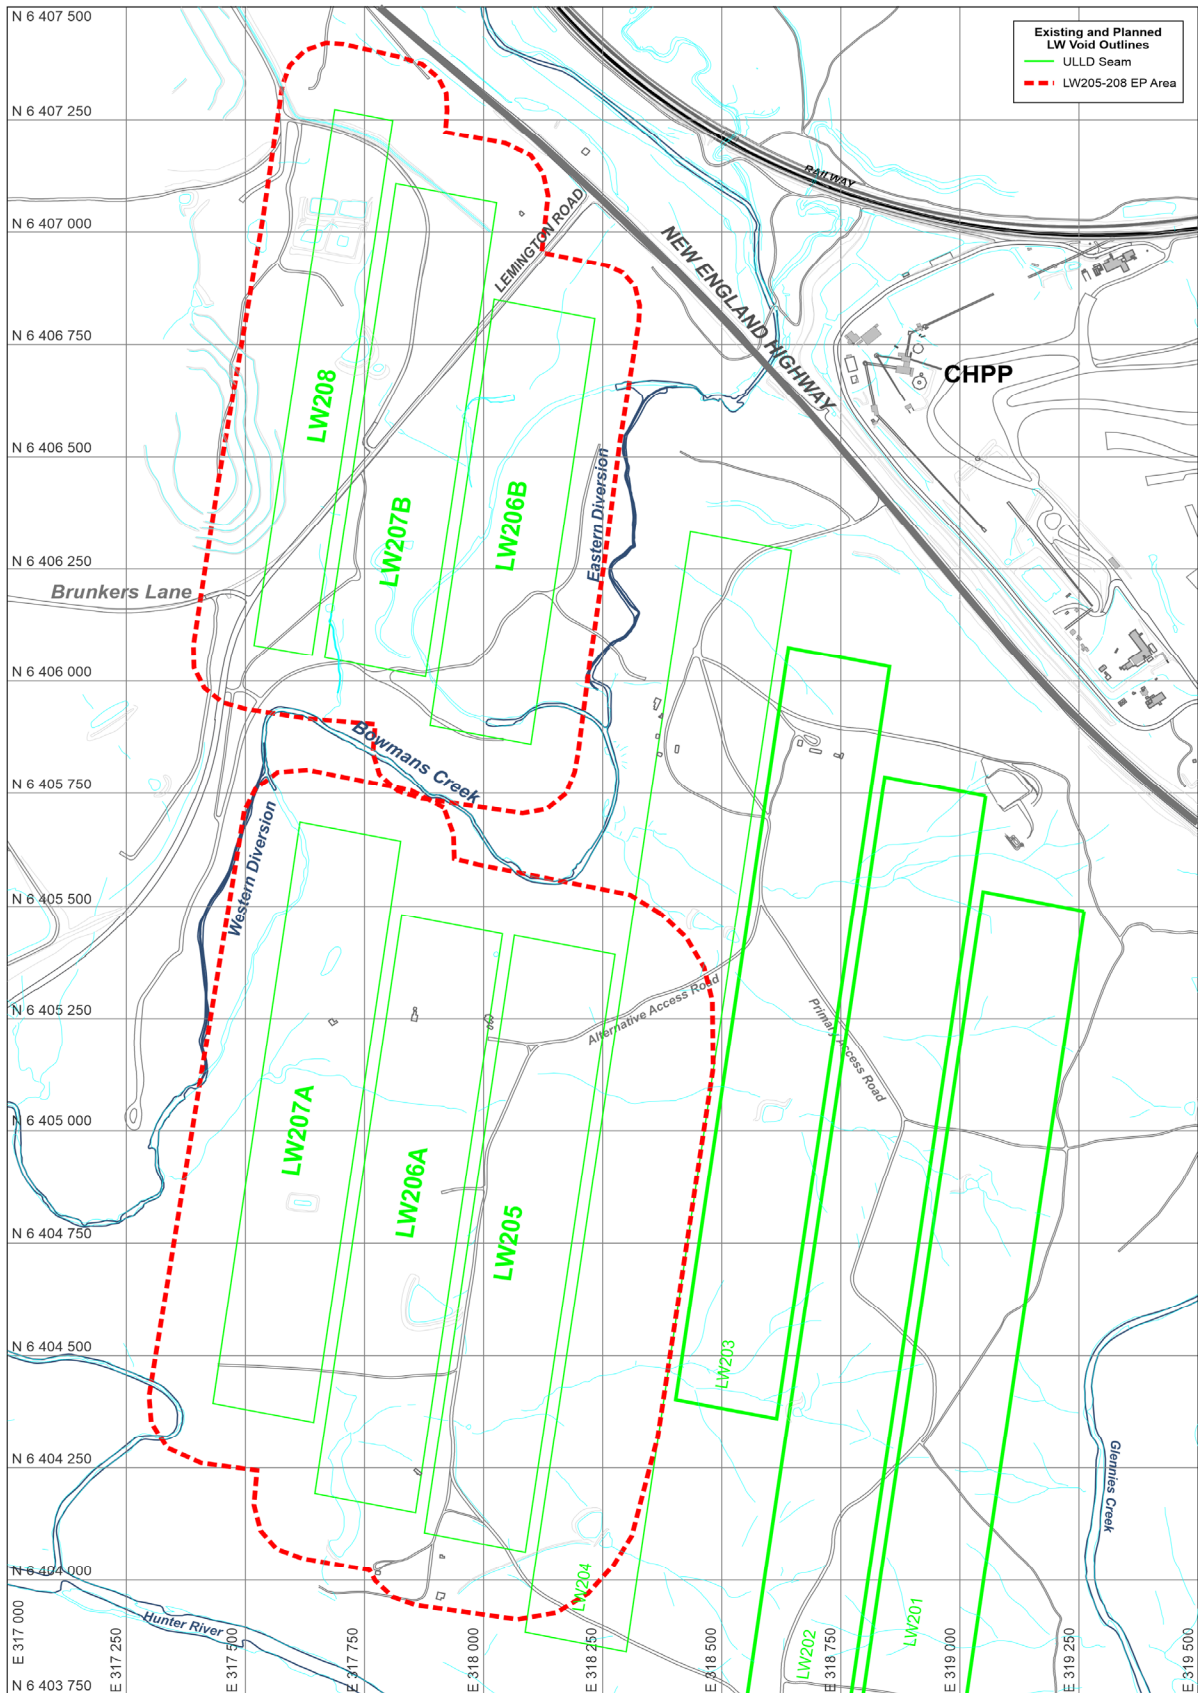 Existing and Planned
LW Void Outlines
ULLD Seam
LW205-208 EP Area
N 6 407 500
N 6 407 250
N 6 407 000
N 6 406 750
N 6 406 500
N 6 406 250
N 6 406 000
N 6 405 750
N 6 405 500
N 6 405 250
N 6 405 000
N 6 404 750
N 6 404 500
N 6 404 250
N 6 404 000
N 6 403 750
RAILWAY
NEW ENGLAND HIGHWAY
LEMINGTON ROAD
CHPP
LW208
LW207B
LW206B
Eastern Diversion
Brunkers Lane
Bowmans Creek
Western Diversion
Alternative Access Road
Primary Access Road
LW207A
LW206A
LW205
LW203
LW204
LW202
LW201
Glennies Creek
Hunter River
E 317 000
E 317 250
E 317 500
E 317 750
E 318 000
E 318 250
E 318 500
E 318 750
E 319 000
E 319 250
E 319 500